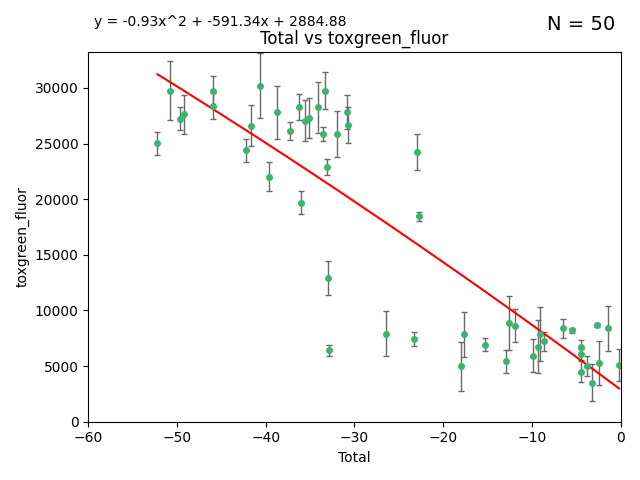 y = -0.93x^2 + -591.34x + 2884.88
N = 50
Total vs toxgreen_fluor
30000
25000
20000
15000
10000
5000
0
toxgreen_fluor
−60
−50
−40
−30
−20
−10
0
Total